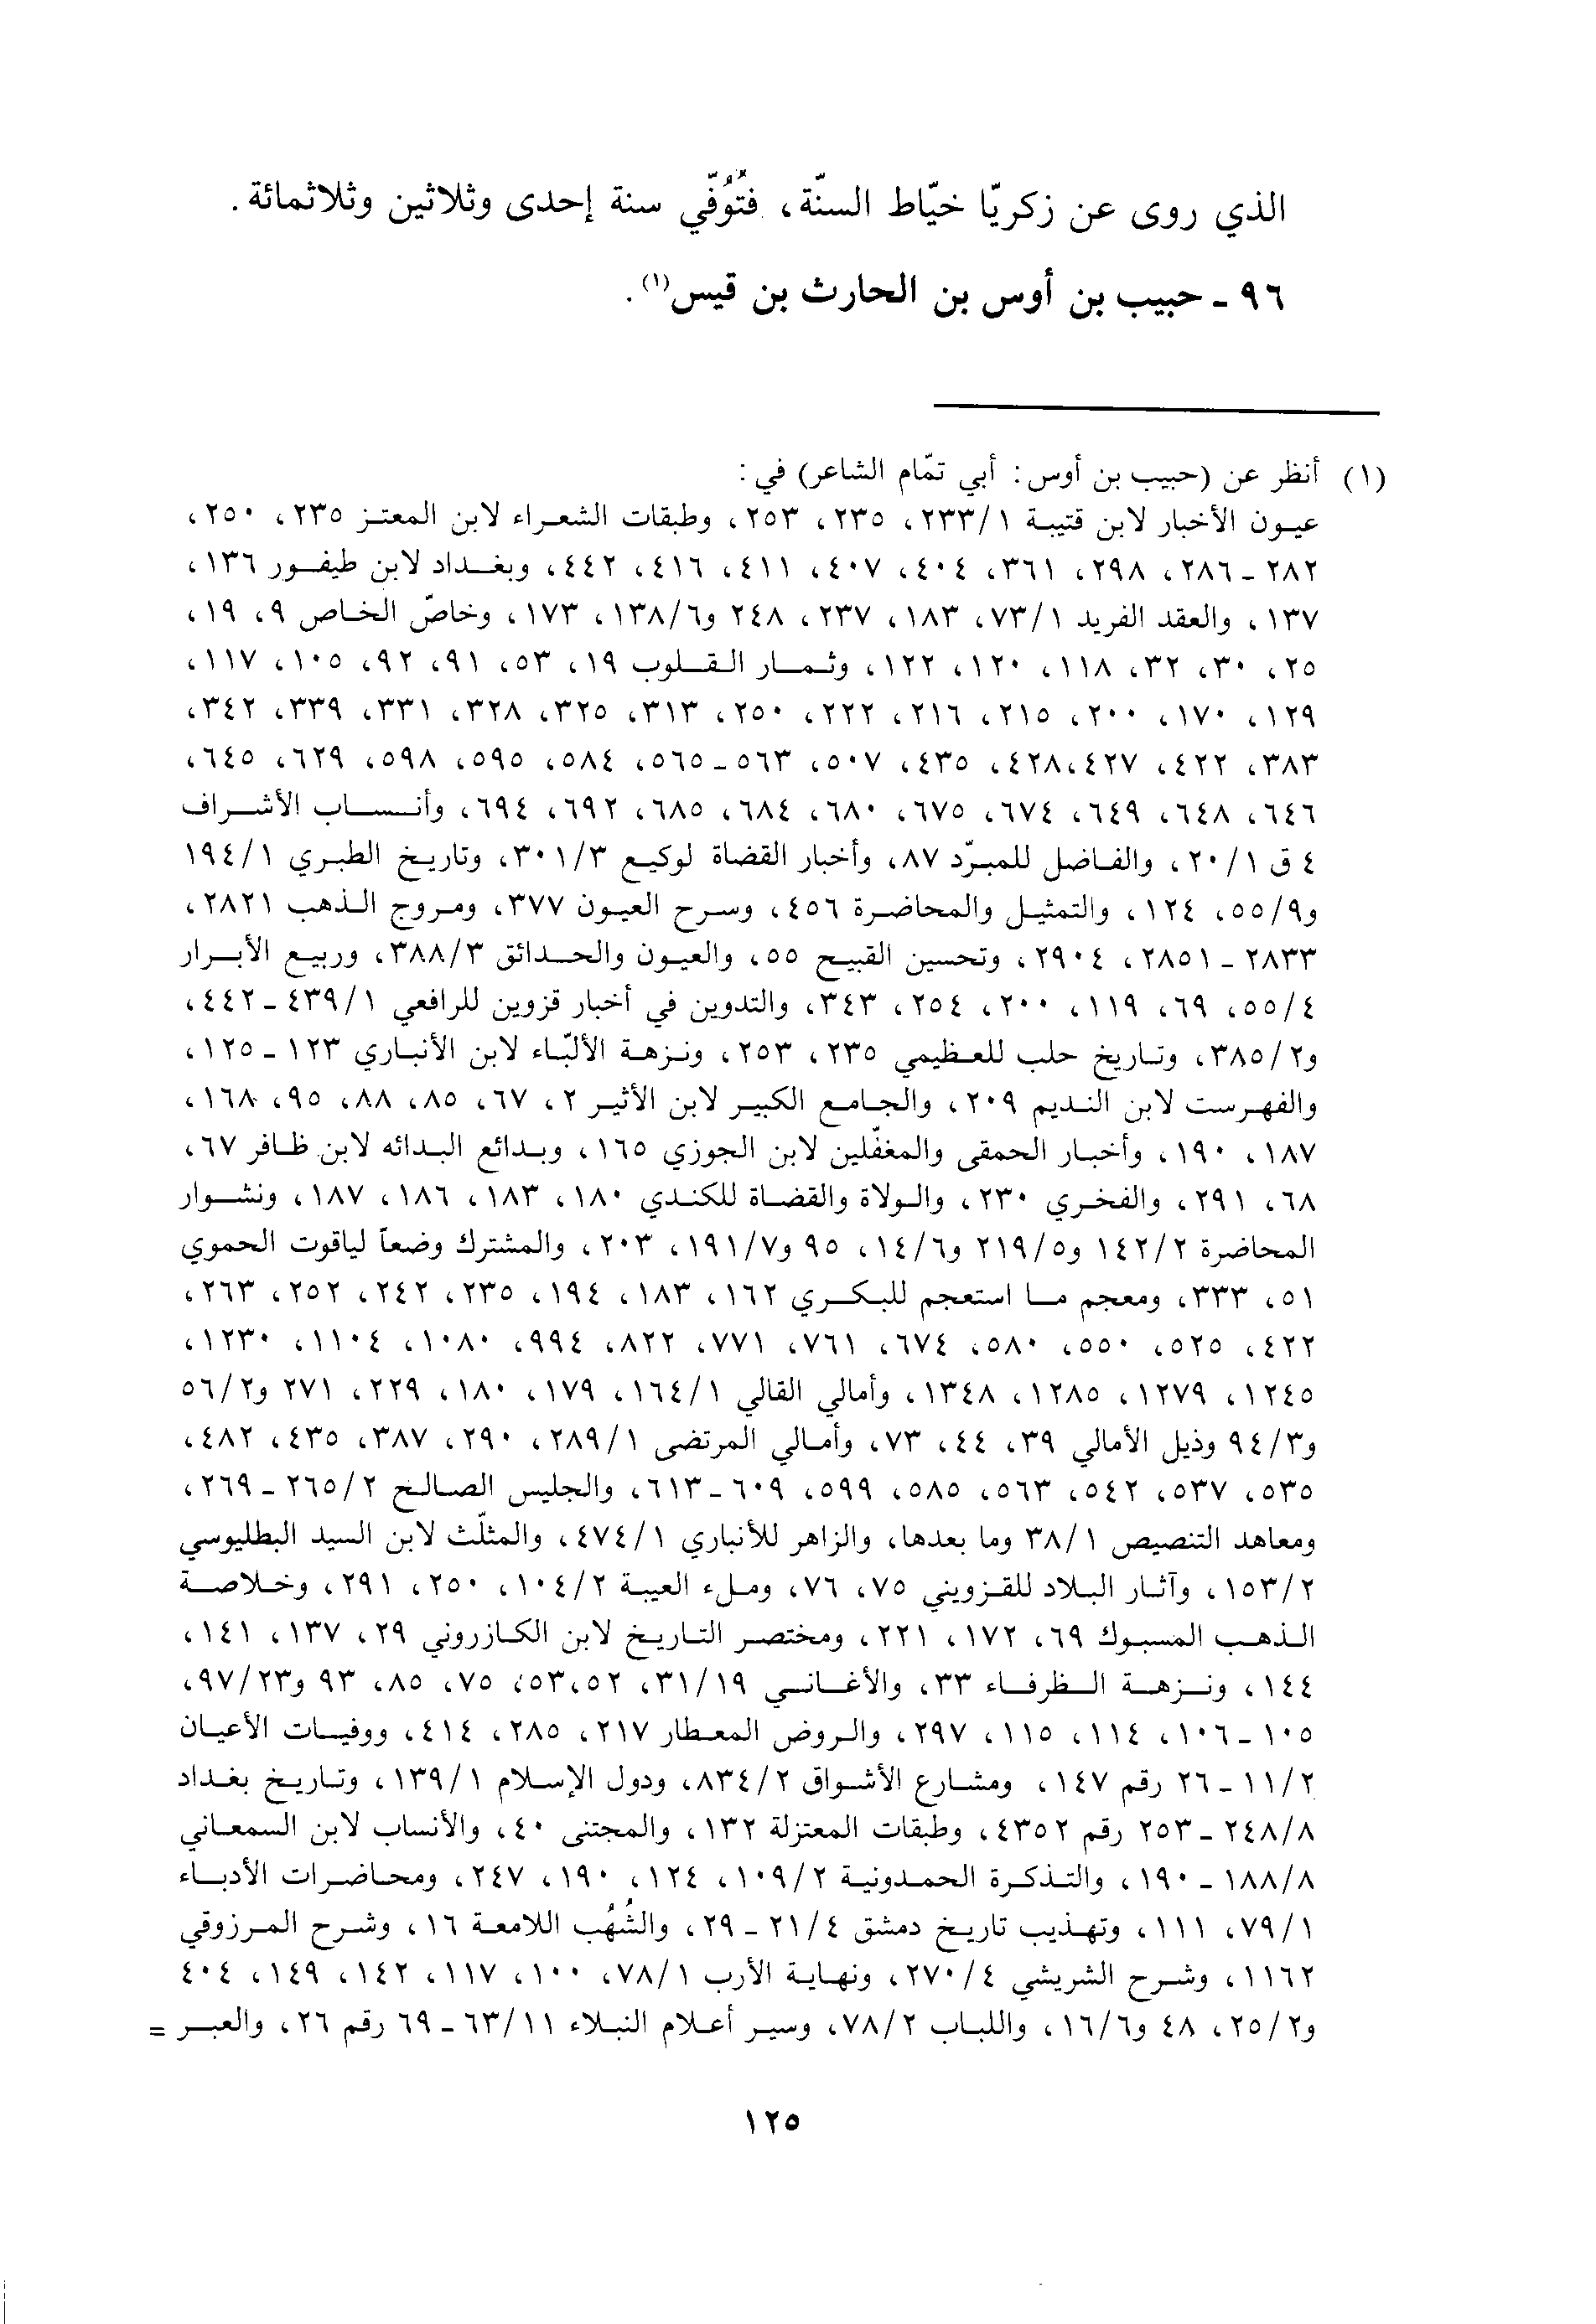 الذي روى عن زكريّا خيّاط السنّة، فتُوُفّي سنة إحدى وثلاثين وثلاثمائة.
٩٦ ـ حبيب بن أوس بن الحارث بن قيس(١).
(١) أنظر عن (حبيب بن أوس: أبي تمّام الشاعر) في:
عيون الأخبار لابن قتيبة ٢٣٣/١، ٢٣٥، ٢٥٣، وطبقات الشعراء لابن المعتز ٢٣٥، ٢٥٠،
٢٨٢ ـ ٢٨٦، ٢٩٨، ٣٦١، ٤٠٤، ٤٠٧، ٤١١، ٤١٦، ٤٤٢، وبغداد لابن طيفور ١٣٦،
١٣٧، والعقد الفريد ٧٣/١، ١٨٣، ٢٣٧، ٢٤٨ و١٣٨/٦، ١٧٣، وخاصّ الخاص ٩، ١٩،
٢٥، ٣٠، ٣٢، ١١٨، ١٢٠، ١٢٢، وثمار القلوب ١٩، ٥٣، ٩١، ٩٢، ١٠٥، ١١٧،
١٢٩، ١٧٠، ٢٠٠، ٢١٥، ٢١٦، ٢٢٢، ٢٥٠، ٣١٣، ٣٢٥، ٣٢٨، ٣٣١، ٣٣٩، ٣٤٢،
٣٨٣، ٤٢٢، ٤٢٧،٤٢٨، ٤٣٥، ٥٠٧، ٥٦٣ ـ ٥٦٥، ٥٨٤، ٥٩٥، ٥٩٨، ٦٢٩، ٦٤٥،
٦٤٦، ٦٤٨، ٦٤٩، ٦٧٤، ٦٧٥، ٦٨٠، ٦٨٤، ٦٨٥، ٦٩٢، ٦٩٤، وأنساب الأشراف
٤ ق ٢٠/١، والفاضل للمبرّد ٨٧، وأخبار القضاة لوكيع ٣٠١/٣، وتاريخ الطبري ١٩٤/١
و٥٥/٩، ١٢٤، والتمثيل والمحاضرة ٤٥٦، وسرح العيون ٣٧٧، ومروج الذهب ٢٨٢١،
٢٨٣٣ ـ ٢٨٥١، ٢٩٠٤، وتحسين القبيح ٥٥، والعيون والحدائق ٣٨٨/٣، وربيع الأبرار
٥٥/٤، ٦٩، ١١٩، ٢٠٠، ٢٥٤، ٣٤٣، والتدوين في أخبار قزوين للرافعي ٤٣٩/١ ـ ٤٤٢،
و٣٨٥/٢، وتاريخ حلب للعظيمي ٢٣٥، ٢٥٣، ونزهة الألبّاء لابن الأنباري ١٢٣ ـ ١٢٥،
والفهرست لابن النديم ٢٠٩، والجامع الكبير لابن الأثير ٢، ٦٧، ٨٥، ٨٨، ٩٥، ١٦٨،
١٨٧، ١٩٠، وأخبار الحمقى والمغفّلين لابن الجوزي ١٦٥، وبدائع البدائه لابن ظافر ٦٧،
٦٨، ٢٩١، والفخري ٢٣٠، والولاة والقضاة للكندي ١٨٠، ١٨٣، ١٨٦، ١٨٧، ونشوار
المحاضرة ١٤٢/٢ و٢١٩/٥ و١٤/٦، ٩٥ و١٩١/٧، ٢٠٣، والمشترك وضعاً لياقوت الحموي
٥١، ٣٣٣، ومعجم ما استعجم للبكري ١٦٢، ١٨٣، ١٩٤، ٢٣٥، ٢٤٢، ٢٥٢، ٢٦٣،
٤٢٢، ٥٢٥، ٥٥٠، ٥٨٠، ٦٧٤، ٧٦١، ٧٧١، ٨٢٢، ٩٩٤، ١٠٨٠، ١١٠٤، ١٢٣٠،
١٢٤٥، ١٢٧٩، ١٢٨٥، ١٣٤٨، وأمالي القالي ١٦٤/١، ١٧٩، ١٨٠، ٢٢٩، ٢٧١ و٥٦/٢
و٩٤/٣ وذيل الأمالي ٣٩، ٤٤، ٧٣، وأمالي المرتضى ٢٨٩/١، ٢٩٠، ٣٨٧، ٤٣٥، ٤٨٢،
٥٣٥، ٥٣٧، ٥٤٢، ٥٦٣، ٥٨٥، ٥٩٩، ٦٠٩ ـ ٦١٣، والجليس الصالح ٢٦٥/٢ ـ ٢٦٩،
ومعاهد التنصيص ٣٨/١ وما بعدها، والزاهر للأنباري ٤٧٤/١، والمثلّث لابن السيد البطليوسي
١٥٣/٢، وآثار البلاد للقزويني ٧٥، ٧٦، وملء العيبة ١٠٤/٢، ٢٥٠، ٢٩١، وخلاصة
الذهب المسبوك ٦٩، ١٧٢، ٢٢١، ومختصر التاريخ لابن الكازروني ٢٩، ١٣٧، ١٤١،
١٤٤، ونزهة الظرفاء ٣٣، والأغاني ٣١/١٩، ٥٢،٥٣، ٧٥، ٨٥، ٩٣ و٩٧/٢٣،
١٠٥ ـ ١٠٦، ١١٤، ١١٥، ٢٩٧، والروض المعطار ٢١٧، ٢٨٥، ٤١٤، ووفيات الأعيان
١١/٢ ـ ٢٦ رقم ١٤٧، ومشارع الأشواق ٨٣٤/٢، ودول الإسلام ١٣٩/١، وتاريخ بغداد
٢٤٨/٨ ـ ٢٥٣ رقم ٤٣٥٢، وطبقات المعتزلة ١٣٢، والمجتنى ٤٠، والأنساب لابن السمعاني
١٨٨/٨ ـ ١٩٠، والتذكرة الحمدونية ١٠٩/٢، ١٢٤، ١٩٠، ٢٤٧، ومحاضرات الأدباء
٧٩/١، ١١١، وتهذيب تاريخ دمشق ٢١/٤ ـ ٢٩، والشُهُب اللامعة ١٦، وشرح المرزوقي
١١٦٢، وشرح الشريشي ٢٧٠/٤، ونهاية الأرب ٧٨/١، ١٠٠، ١١٧، ١٤٢، ١٤٩، ٤٠٤
و٢٥/٢، ٤٨ و١٦/٦، واللباب ٧٨/٢، وسير أعلام النبلاء ٦٣/١١ ـ ٦٩ رقم ٢٦، والعبر =
١٢٥